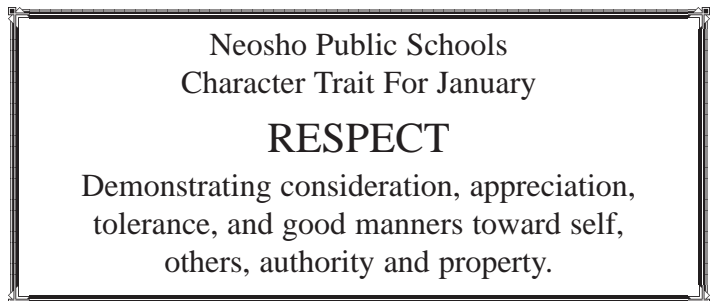 Neosho Public Schools
Character Trait For January
RESPECT
Demonstrating consideration, appreciation,
tolerance, and good manners toward self,
others, authority and property.